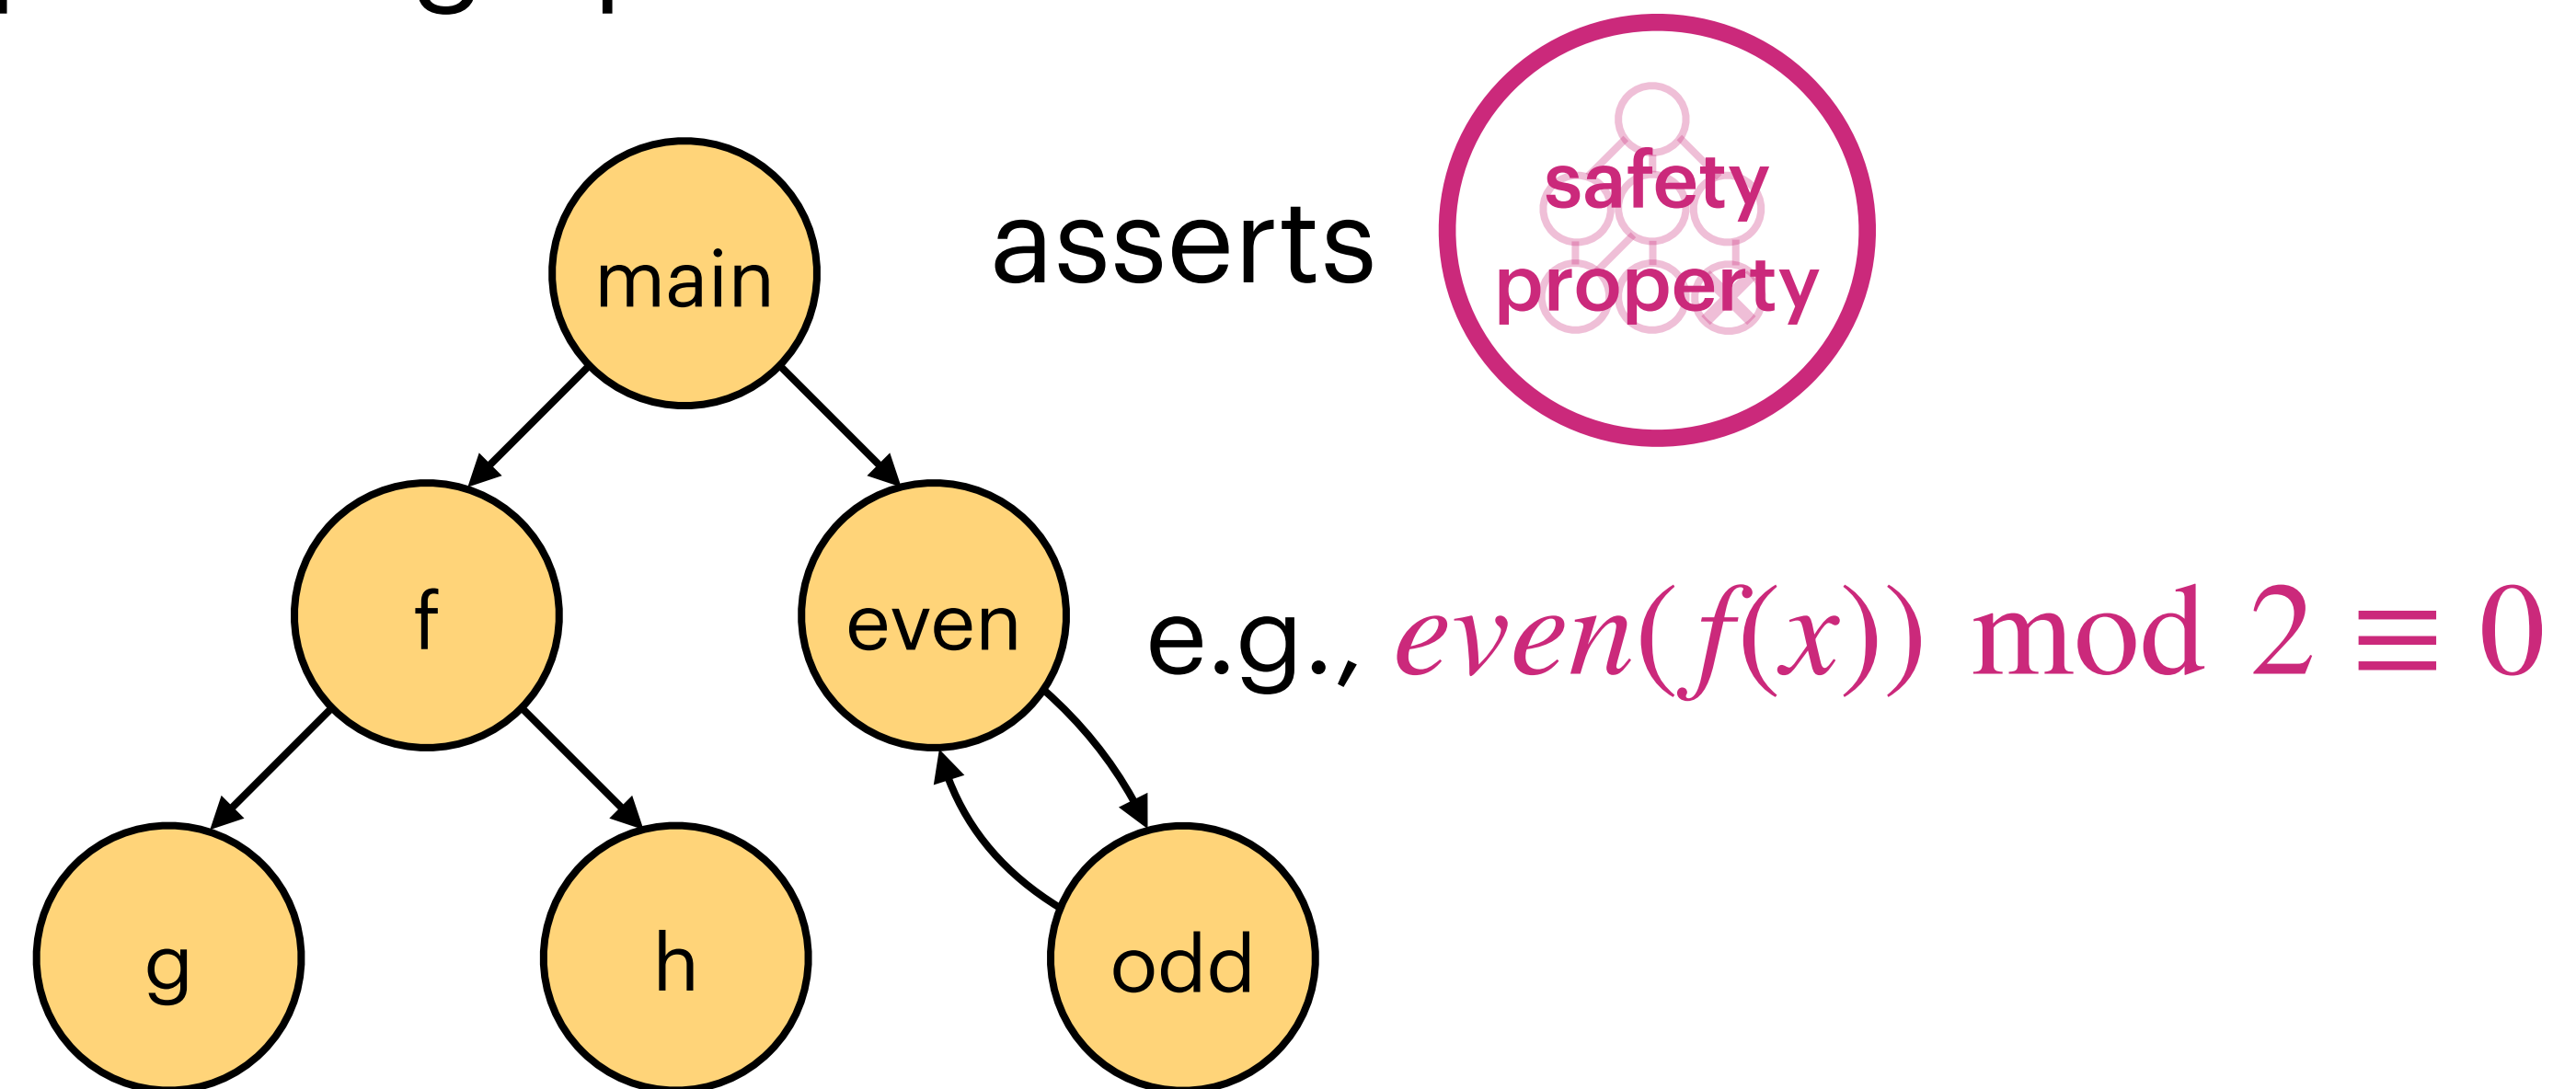 main
asserts
safety
property
f
even
e.g., even(f(x)) mod 2 ≡ 0
g
h
odd